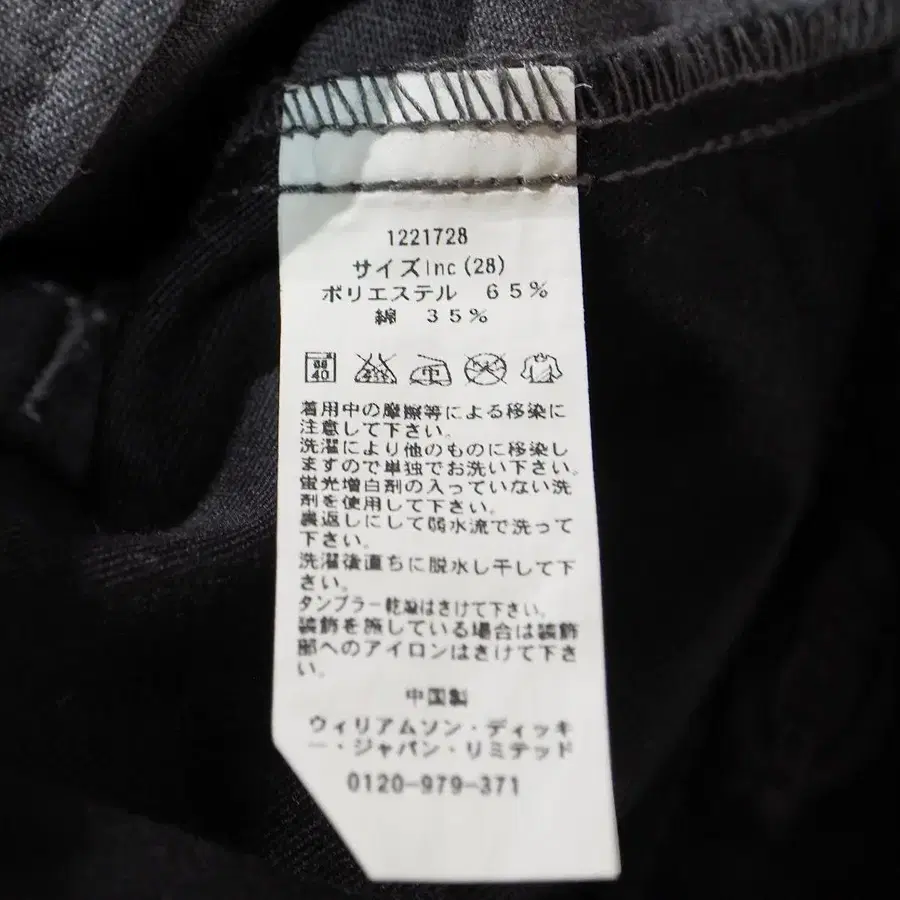 1221728
サイズInc(28)
ポリエステル 65%
綿 35%
40 中
着用中の摩擦等による移染に
注意して下さい。
洗濯により他のものに移染し
ますので単独でお洗い下さい。
蛍光増白剤の入っていない洗
剤を使用して下さい。
裏返しにして弱水流で洗って
下さい。
洗濯後直ちに脱水し干して下
さい。
タンブラー乾燥はさけて下さい。
装飾を施している場合は装飾
部へのアイロンはさけて下さ
い。
中国製
ウィリアムソン・ディッキ
ー・ジャパン・リミテッド
0120-979-371